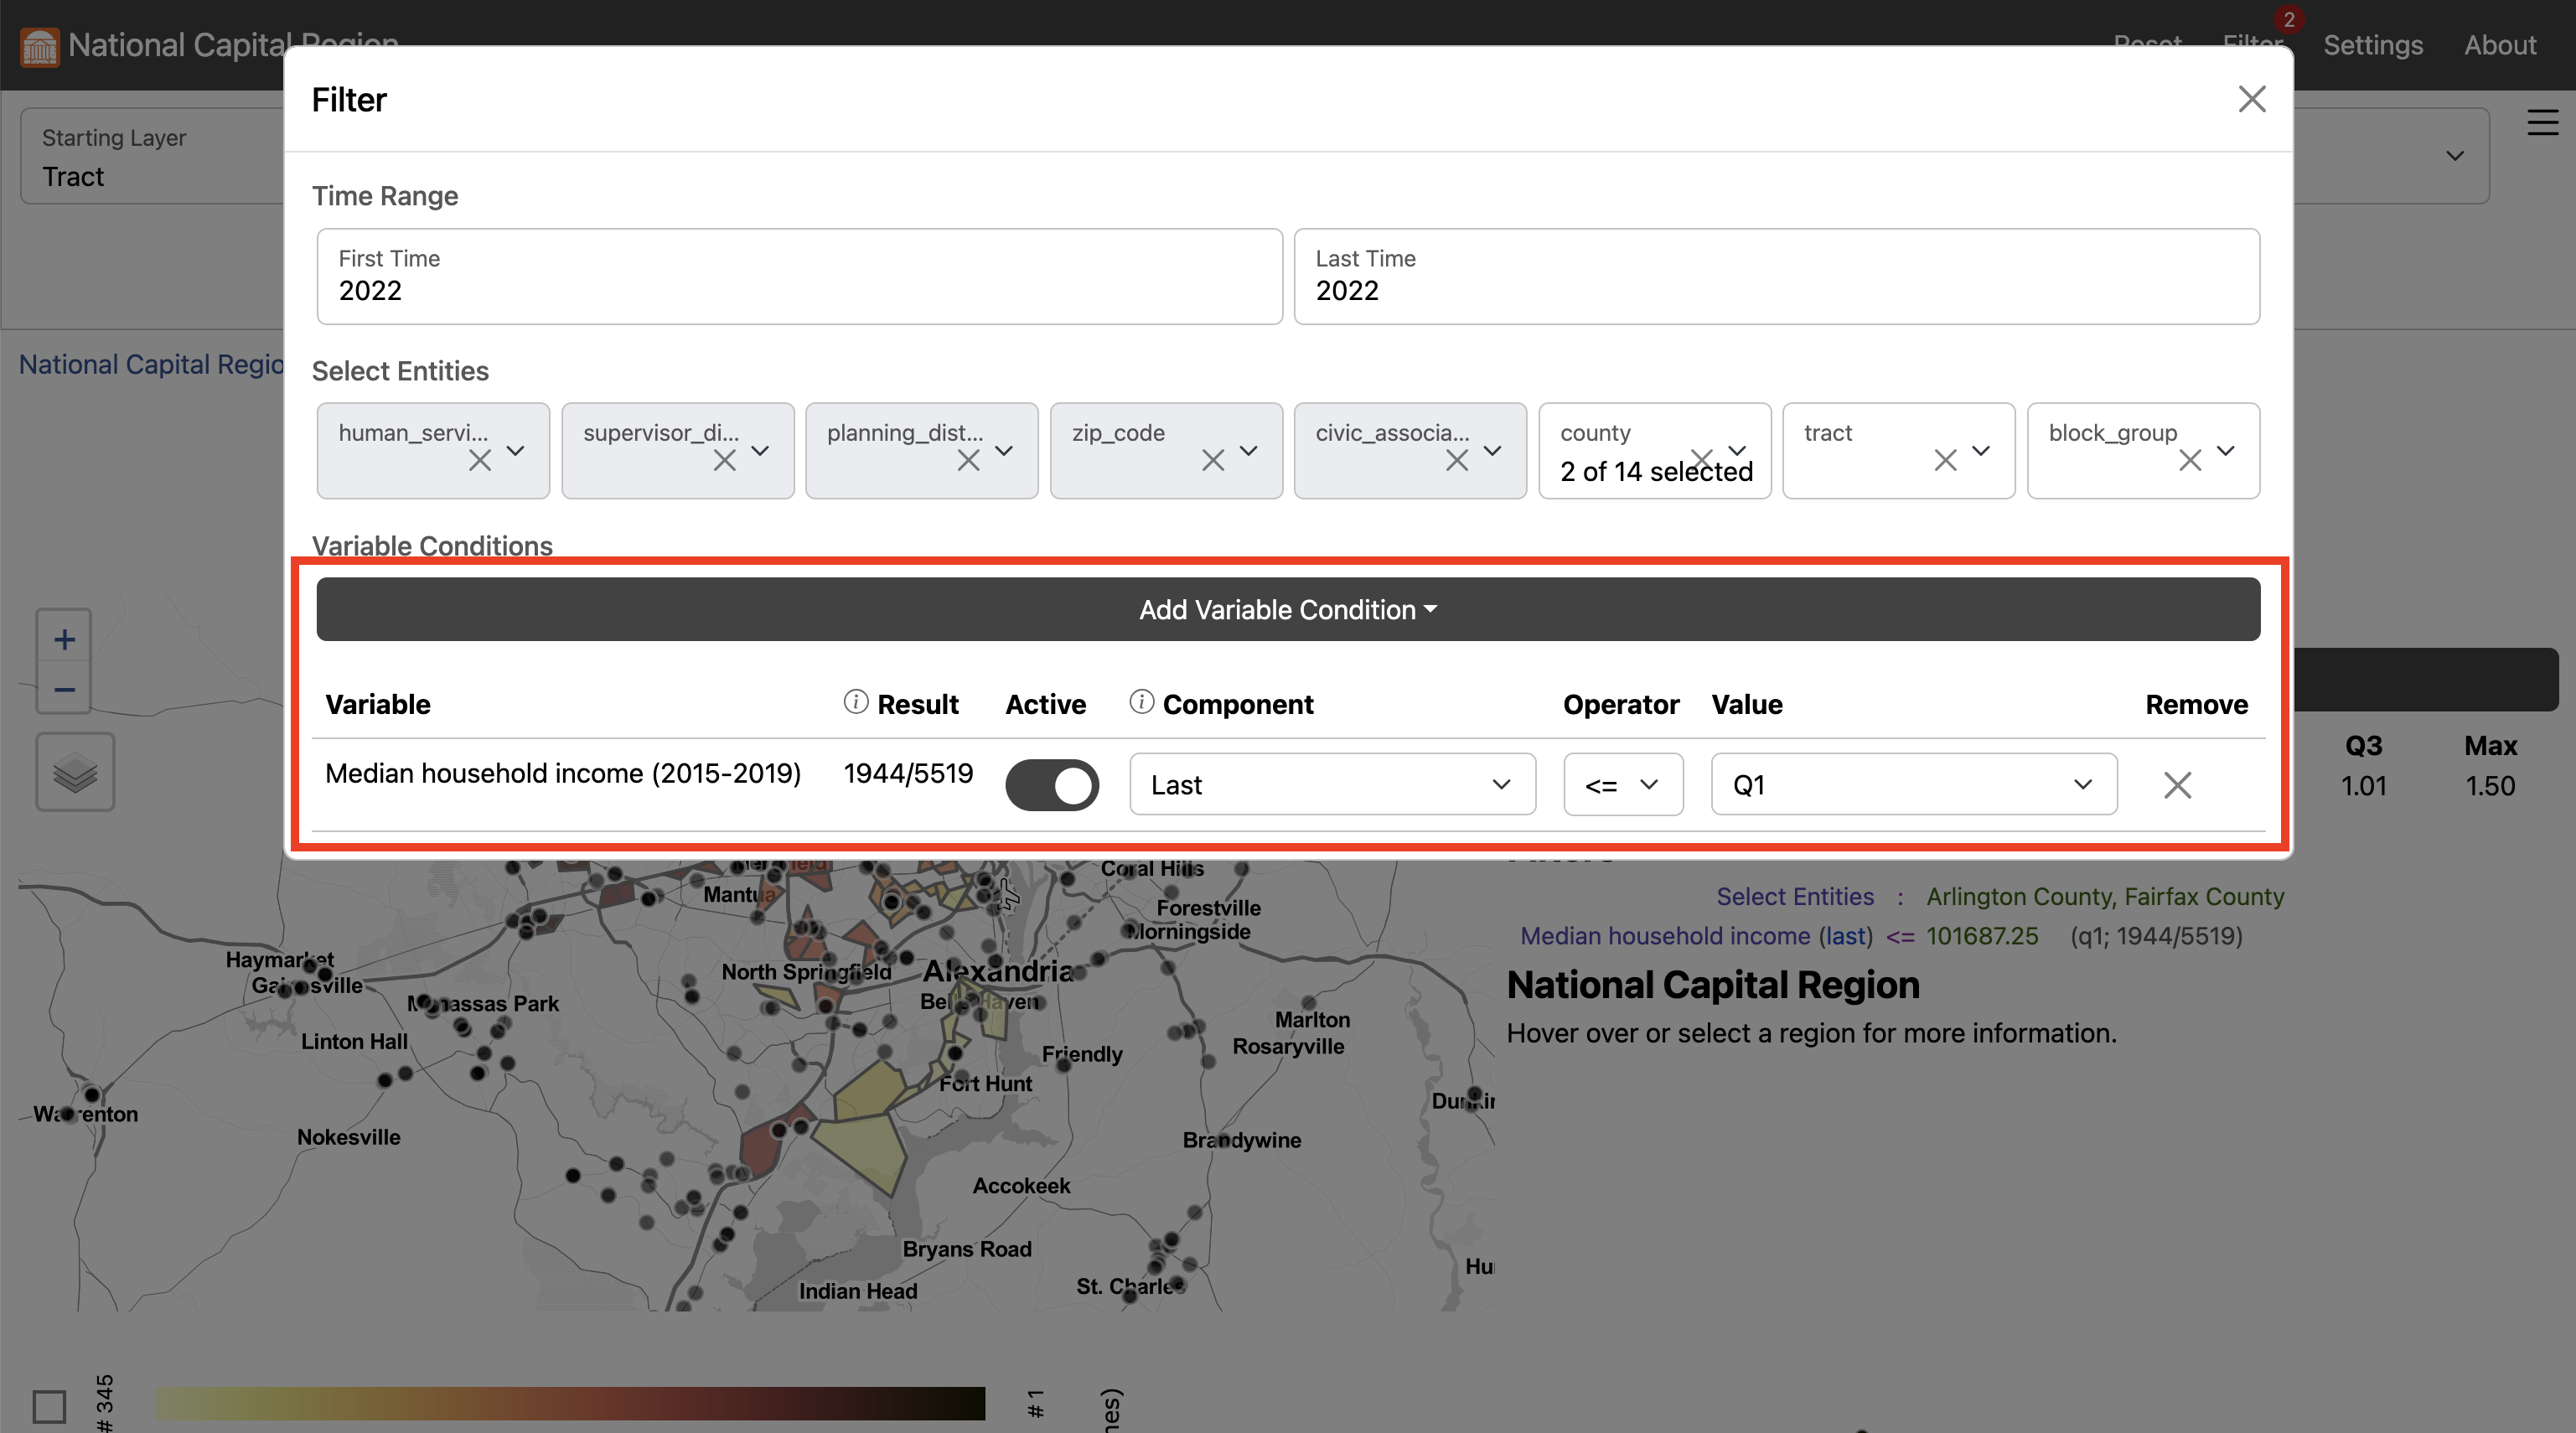 National Capital Region
Reset
Filter
2
Settings
About
Starting Layer
Tract
National Capital Regio
Filter
Time Range
First Time
2022
Last Time
2022
Select Entities
human_servi...
supervisor_di...
planning_dist...
zip_code
civic_associa...
county
2 of 14 selected
tract
block_group
Variable Conditions
Add Variable Condition
Variable
Result
Active
Component
Operator
Value
Remove
Median household income (2015-2019)
1944/5519
Last
<=
Q1
Q3
Max
1.01
1.50
+
−
Filters
Select Entities : Arlington County, Fairfax County
Median household income (last) <= 101687.25 (q1; 1944/5519)
National Capital Region
Hover over or select a region for more information.
Coral Hills
Mantua
Forestville
Morningside
Haymarket
Gainesville
North Springfield
Alexandria
Belle Haven
Manassas Park
Marlton
Linton Hall
Rosaryville
Friendly
Fort Hunt
Warrenton
Dunkir
Nokesville
Brandywine
Accokeek
Bryans Road
Hu
St. Charles
Indian Head
# 345
# 1
nes)